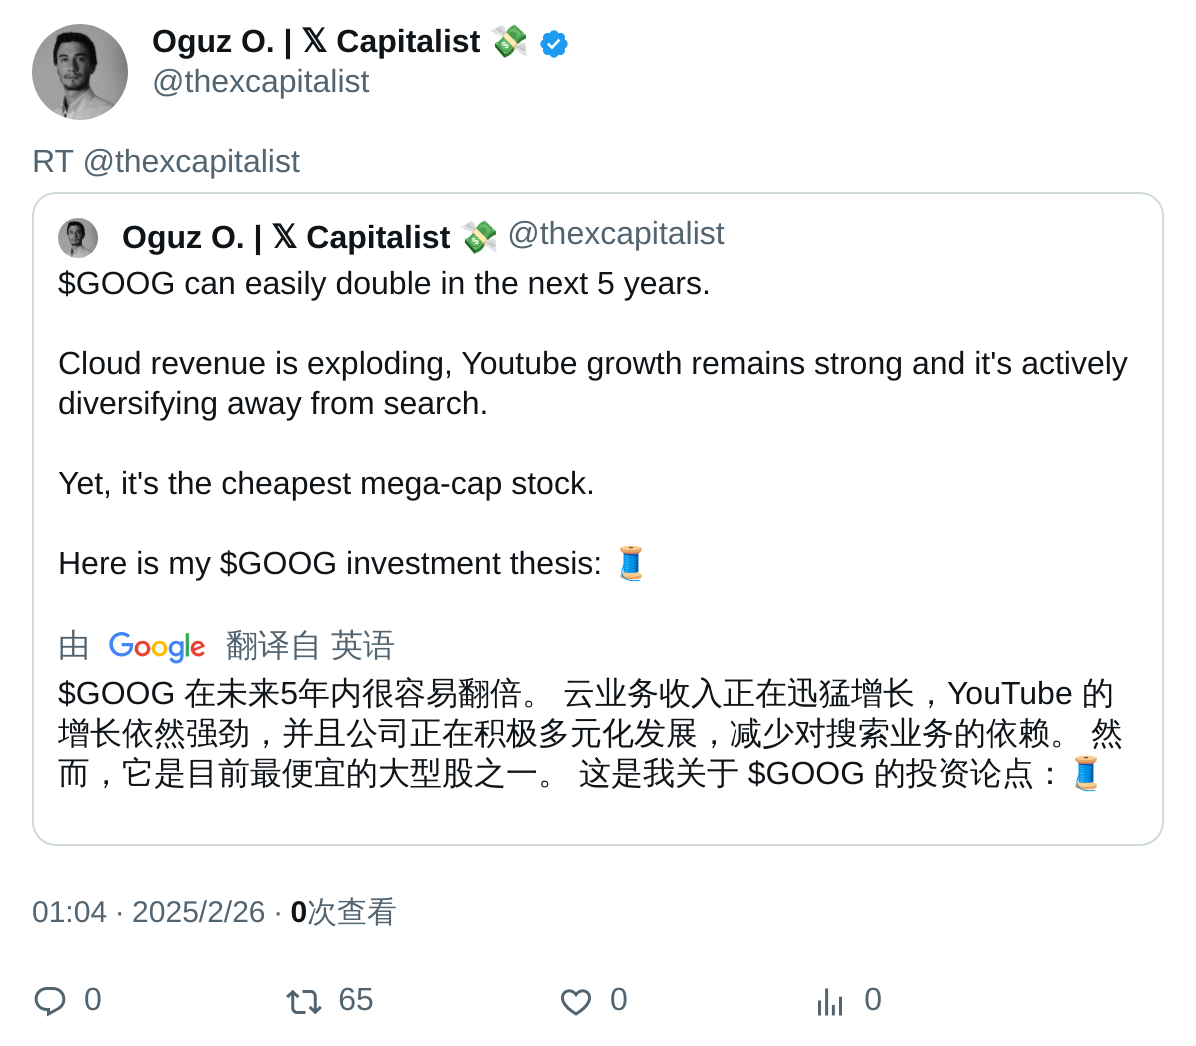 Oguz O. | 𝕏 Capitalist 💸
@thexcapitalist
RT @thexcapitalist
Oguz O. | 𝕏 Capitalist 💸 @thexcapitalist
$GOOG can easily double in the next 5 years.
Cloud revenue is exploding, Youtube growth remains strong and it's actively
diversifying away from search.
Yet, it's the cheapest mega-cap stock.
Here is my $GOOG investment thesis: 🧵
由 Google 翻译自 英语
$GOOG 在未来5年内很容易翻倍。 云业务收入正在迅猛增长，YouTube 的
增长依然强劲，并且公司正在积极多元化发展，减少对搜索业务的依赖。 然
而，它是目前最便宜的大型股之一。 这是我关于 $GOOG 的投资论点：🧵
01:04 · 2025/2/26 · 0次查看
0 65 0 0